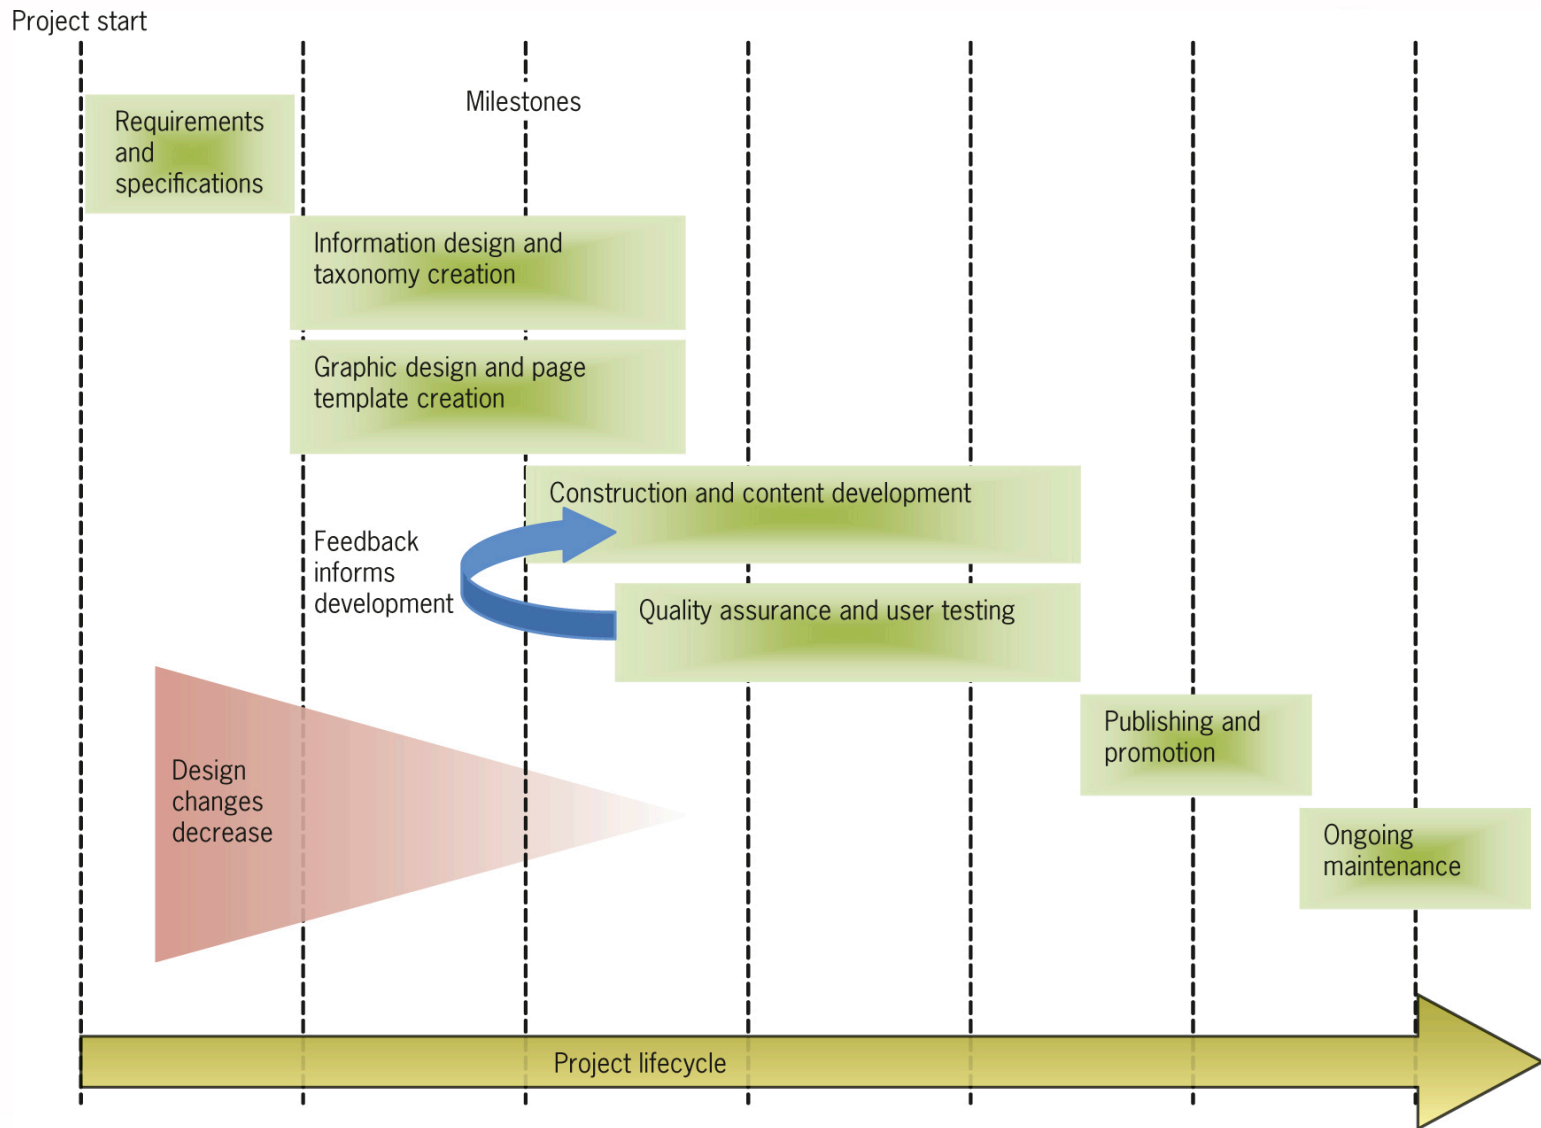 Project start
Milestones
Requirements
and
specifications
Information design and
taxonomy creation
Graphic design and page
template creation
Construction and content development
Feedback
informs
development
Quality assurance and user testing
Publishing and
promotion
Design
changes
decrease
Ongoing
maintenance
Project lifecycle